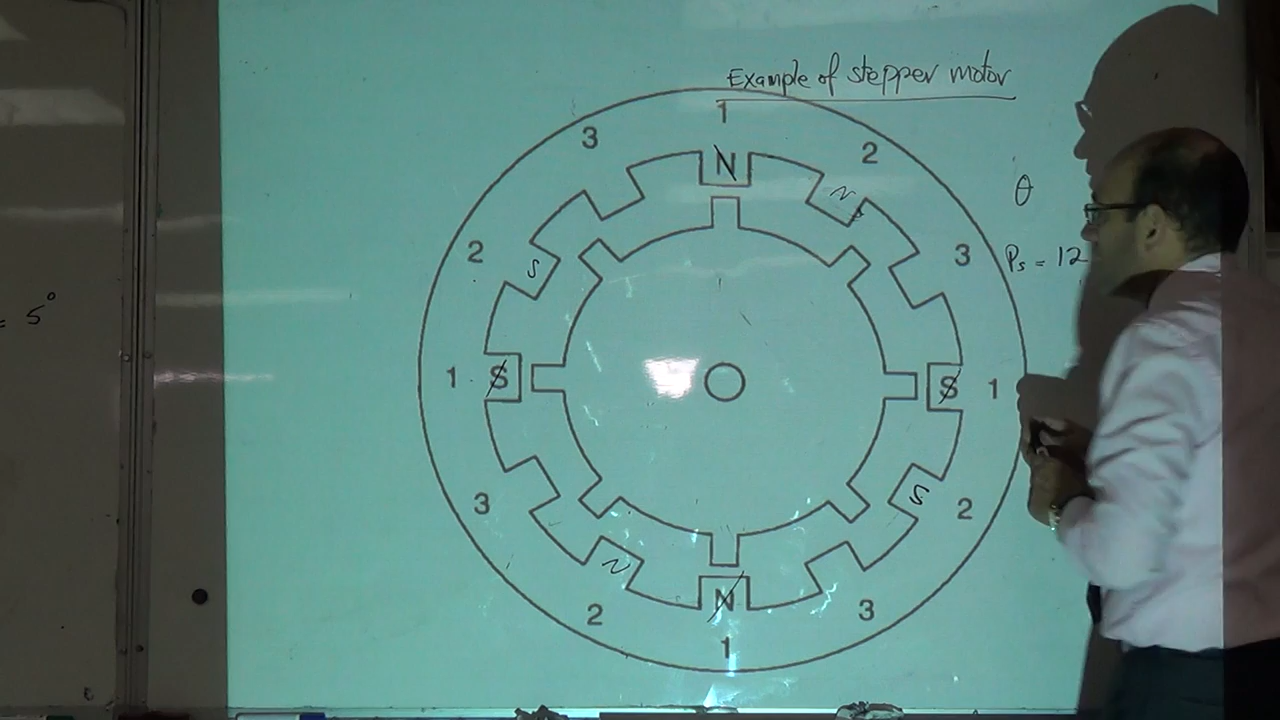 Example of stepper motor
1
3
2
N
N
θ
2
3
Ps = 12
S
= 5°
1 S
S 1
3
S
2
N
N
2
3
1